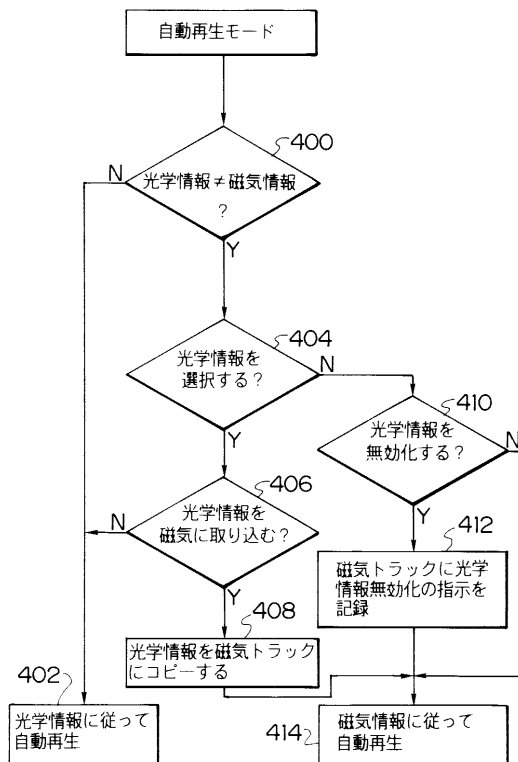 自動再生モード
400
N
光学情報≠磁気情報
?
Y
404
光学情報を
選択する?
N
410
Y
光学情報を
無効化する?
N
406
N
光学情報を
磁気に取り込む?
Y
412
Y
磁気トラックに光学
情報無効化の指示を
記録
408
光学情報を磁気トラック
にコピーする
402
光学情報に従って
自動再生
414
磁気情報に従って
自動再生